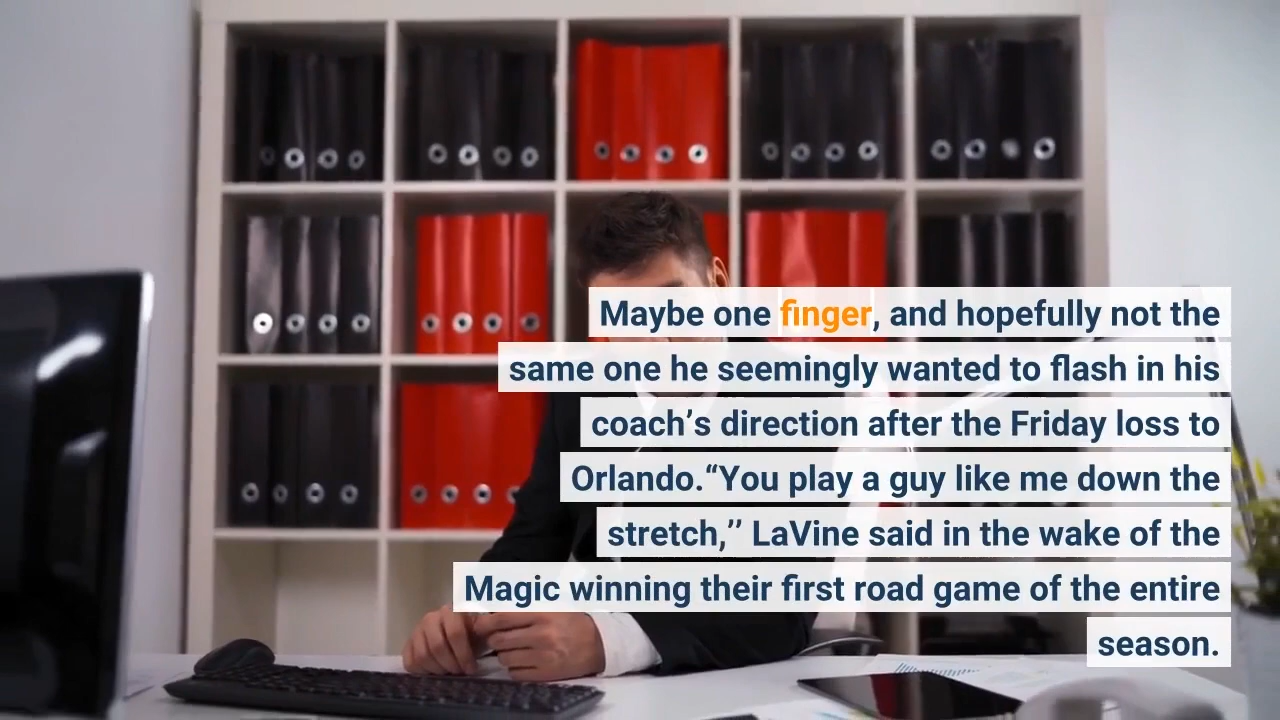 Maybe one finger, and hopefully not the
same one he seemingly wanted to flash in his
coach’s direction after the Friday loss to
Orlando.“You play a guy like me down the
stretch,’’ LaVine said in the wake of the
Magic winning their first road game of the entire
season.